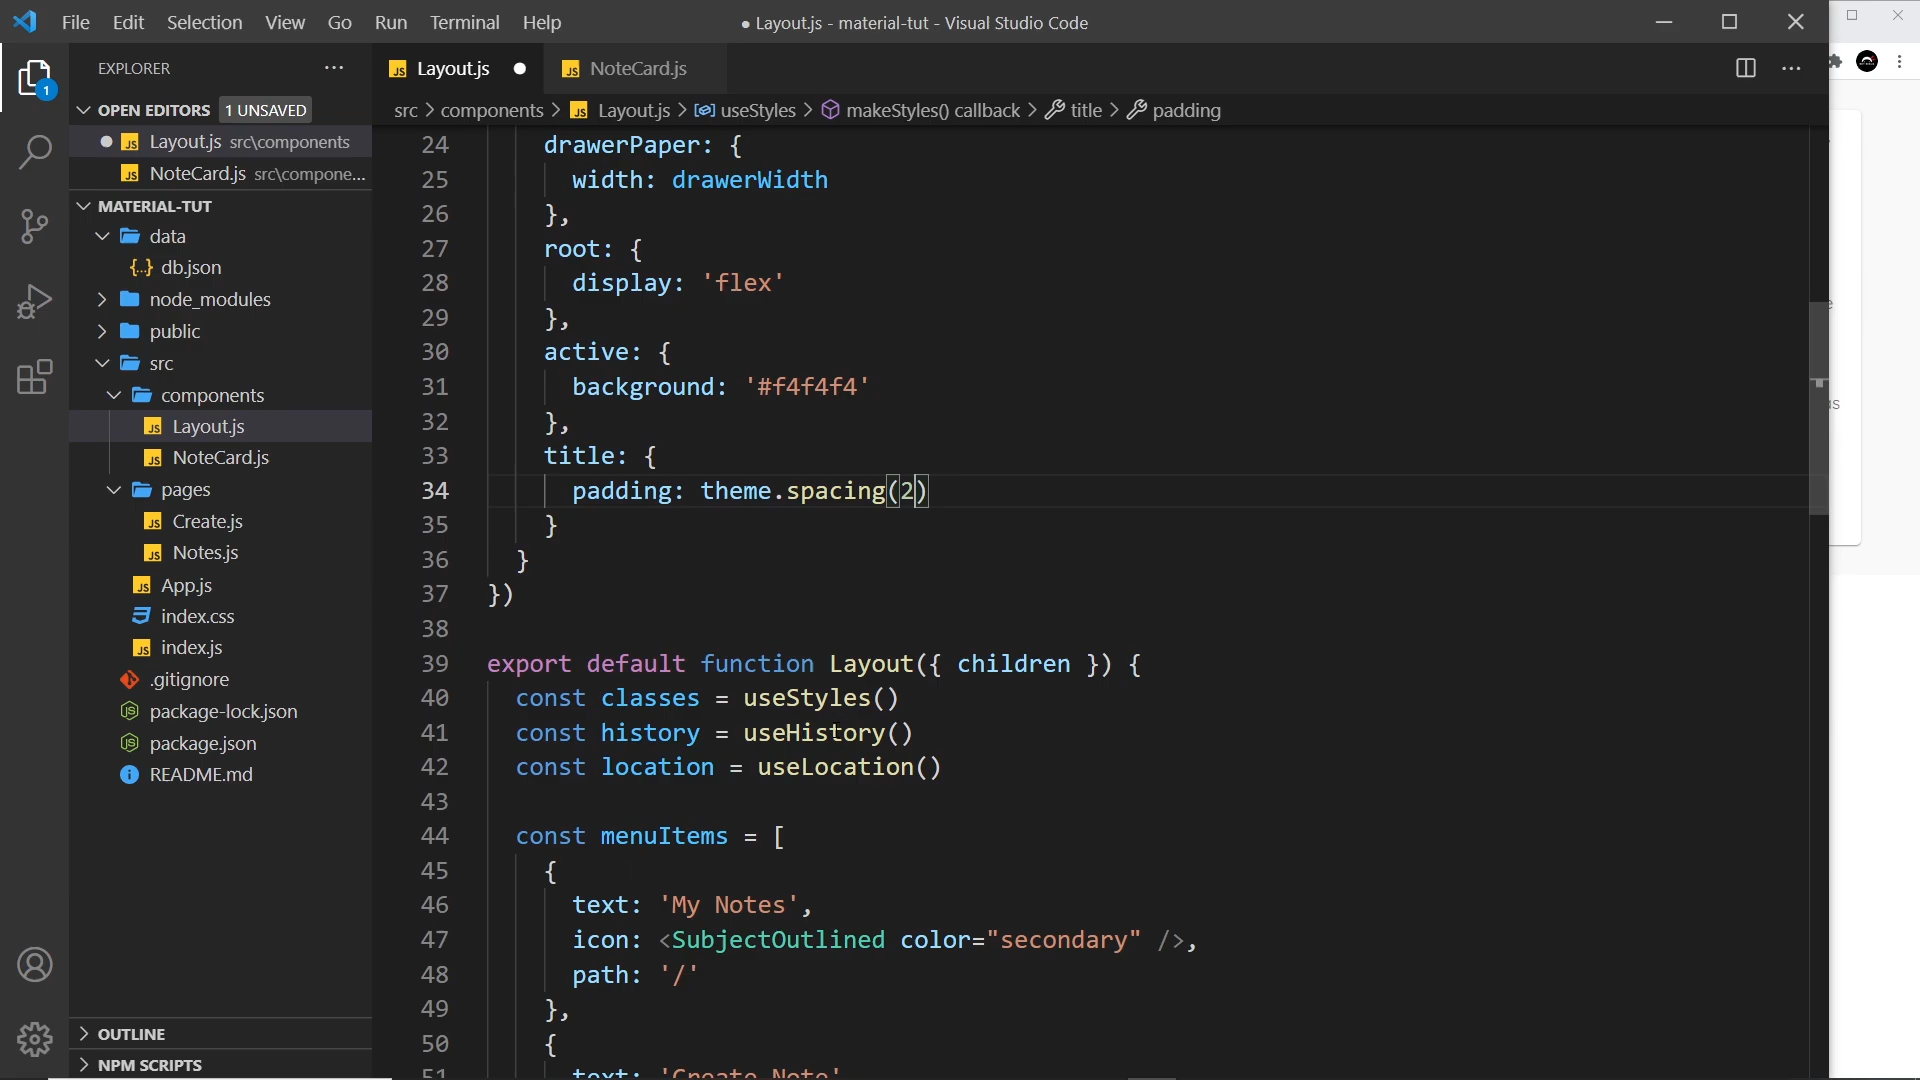 File Edit Selection View Go Run Terminal Help
● Layout.js - material-tut - Visual Studio Code
EXPLORER
Layout.js
NoteCard.js
OPEN EDITORS 1 UNSAVED
src > components > Layout.js > useStyles > makeStyles() callback > title > padding
Layout.js src\components
NoteCard.js src\compone...
MATERIAL-TUT
data
db.json
node_modules
public
src
components
Layout.js
NoteCard.js
pages
Create.js
Notes.js
App.js
index.css
index.js
.gitignore
package-lock.json
package.json
README.md
OUTLINE
NPM SCRIPTS
1
24 drawerPaper: {
25 width: drawerWidth
26 },
27 root: {
28 display: 'flex'
29 },
30 active: {
31 background: '#f4f4f4'
32 },
33 title: {
34 padding: theme.spacing(2)
35 }
36 }
37 })
38
39 export default function Layout({ children }) {
40 const classes = useStyles()
41 const history = useHistory()
42 const location = useLocation()
43
44 const menuItems = [
45 {
46 text: 'My Notes',
47 icon: <SubjectOutlined color="secondary" />,
48 path: '/'
49 },
50 {
51 text: 'Create Note'